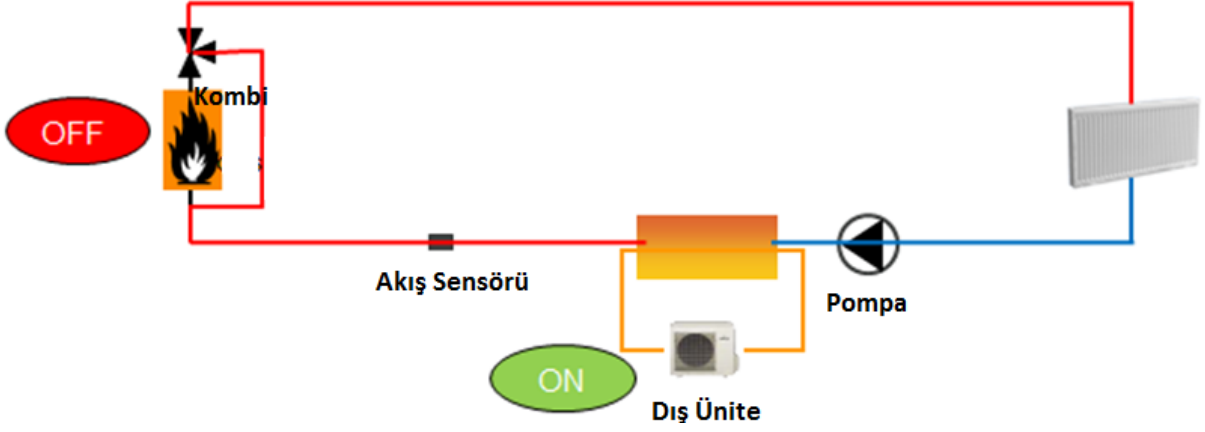 Kombi
OFF
Akış Sensörü
Pompa
ON
Dış Ünite